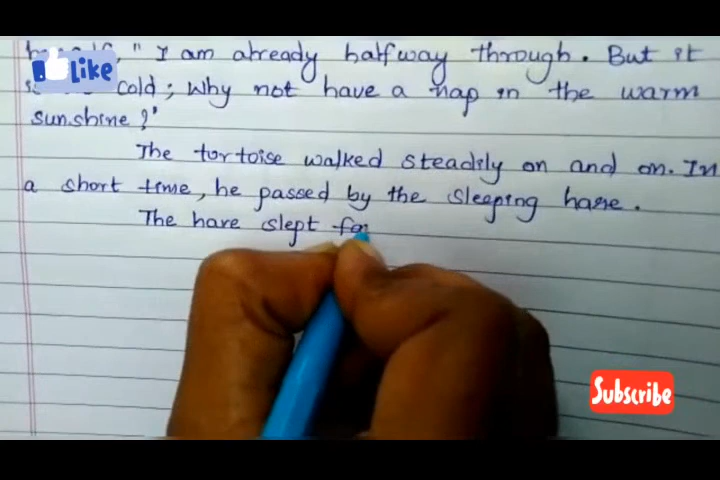 " I am already halfway through. But it
cold; why not have a nap in the warm
sunshine ?'
The tortoise walked steadily on and on. In
a short time, he passed by the sleeping hare.
The hare slept fo
Like
Subscribe